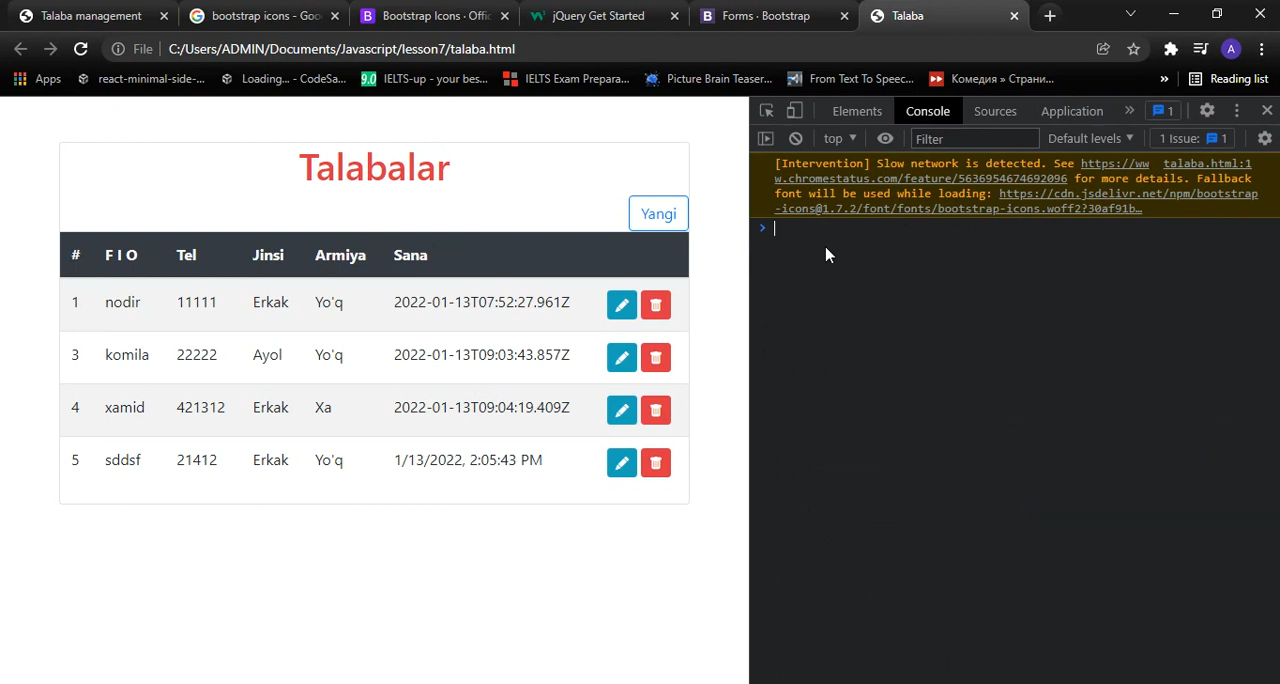 Talaba management
bootstrap icons - Goo
Bootstrap Icons · Offic
jQuery Get Started
Forms · Bootstrap
Talaba
File
C:/Users/ADMIN/Documents/Javascript/lesson7/talaba.html
A
Apps
react-minimal-side-...
Loading... - CodeSa...
9.0 IELTS-up - your bes...
IELTS Exam Prepara...
Picture Brain Teaser...
From Text To Speec...
Комедия » Страни...
»
Reading list
Talabalar
Yangi
# F I O Tel Jinsi Armiya Sana
1 nodir 11111 Erkak Yo'q 2022-01-13T07:52:27.961Z
3 komila 22222 Ayol Yo'q 2022-01-13T09:03:43.857Z
4 xamid 421312 Erkak Xa 2022-01-13T09:04:19.409Z
5 sddsf 21412 Erkak Yo'q 1/13/2022, 2:05:43 PM
Elements Console Sources Application » 1
top Filter Default levels 1 Issue: 1
[Intervention] Slow network is detected. See https://ww talaba.html:1
w.chromestatus.com/feature/5636954674692096 for more details. Fallback
font will be used while loading: https://cdn.jsdelivr.net/npm/bootstrap
-icons@1.7.2/font/fonts/bootstrap-icons.woff2?30af91b…